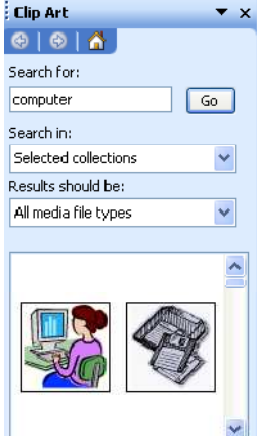 Clip Art
Search for:
computer
Go
Search in:
Selected collections
Results should be:
All media file types